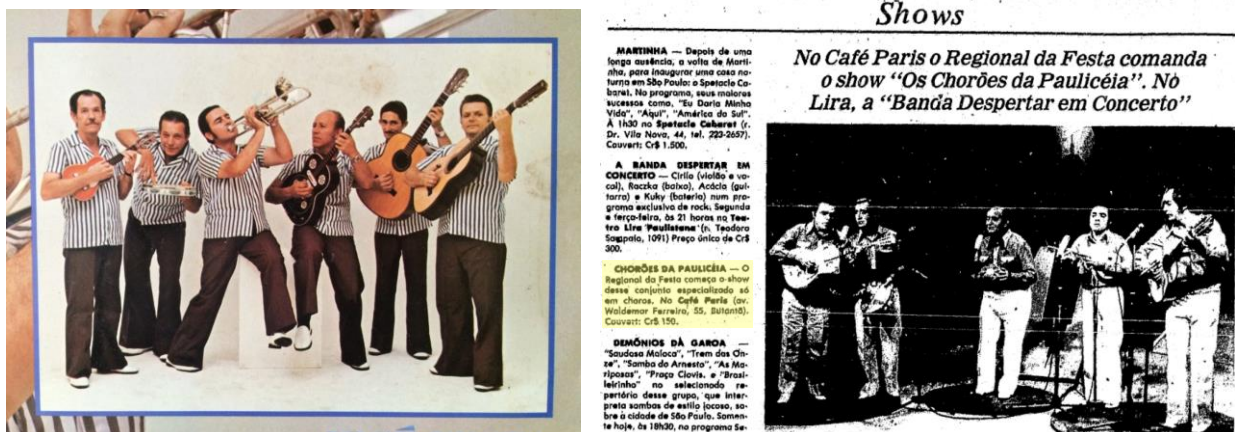 Shows
MARTINHA — Depois de uma
longa ausência, a volta de Marti-
nha, para inaugurar uma casa no-
turna em São Paulo: o Spetaclo Ca-
baret. No programa, seus maiores
sucessos como, "Eu Daria Minha
Vida", "Aqui", "América do Sul".
À 1h30 no Spetaclo Cabaret (r.
Dr. Vila Nova, 44, tel. 223-2657).
Couvert: Cr$ 1.500.
A BANDA DESPERTAR EM
CONCERTO — Cirilo (violão e vo-
cal), Raczka (baixo), Acácio (gui-
tarra) e Kuky (bateria) num pro-
grama exclusivo de rock. Segunda
e terça-feira, às 21 horas no Tea-
tro Lira Paulistana (r. Teodoro
Sampaio, 1091) Preço único de Cr$
300.
CHORÕES DA PAULICÉIA — O
Regional da Festa começa o show
desse conjunto especializado só
em choros. No Café Paris (av.
Waldemar Ferreira, 55, Butantã).
Couvert: Cr$ 150.
DEMÔNIOS DA GAROA —
"Saudosa Maloca", "Trem das On-
ze", "Samba do Arnesto", "As Ma-
riposas", "Praça Clovis, e "Brasi-
leirinho" no selecionado re-
pertório desse grupo, que inter-
preta sambas de estilo jocoso, so-
bre a cidade de São Paulo. Somen-
te hoje, às 18h30, no programa Se-
No Café Paris o Regional da Festa comanda
o show "Os Chorões da Paulicéia". No
Lira, a "Banda Despertar em Concerto"